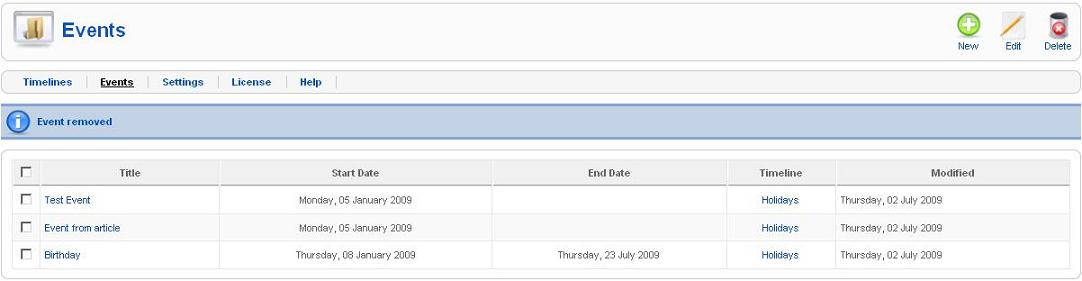 Events
New Edit Delete
Timelines Events Settings License Help
Event removed
Title Start Date End Date Timeline Modified
Test Event Monday, 05 January 2009 Holidays Thursday, 02 July 2009
Event from article Monday, 05 January 2009 Holidays Thursday, 02 July 2009
Birthday Thursday, 08 January 2009 Thursday, 23 July 2009 Holidays Thursday, 02 July 2009